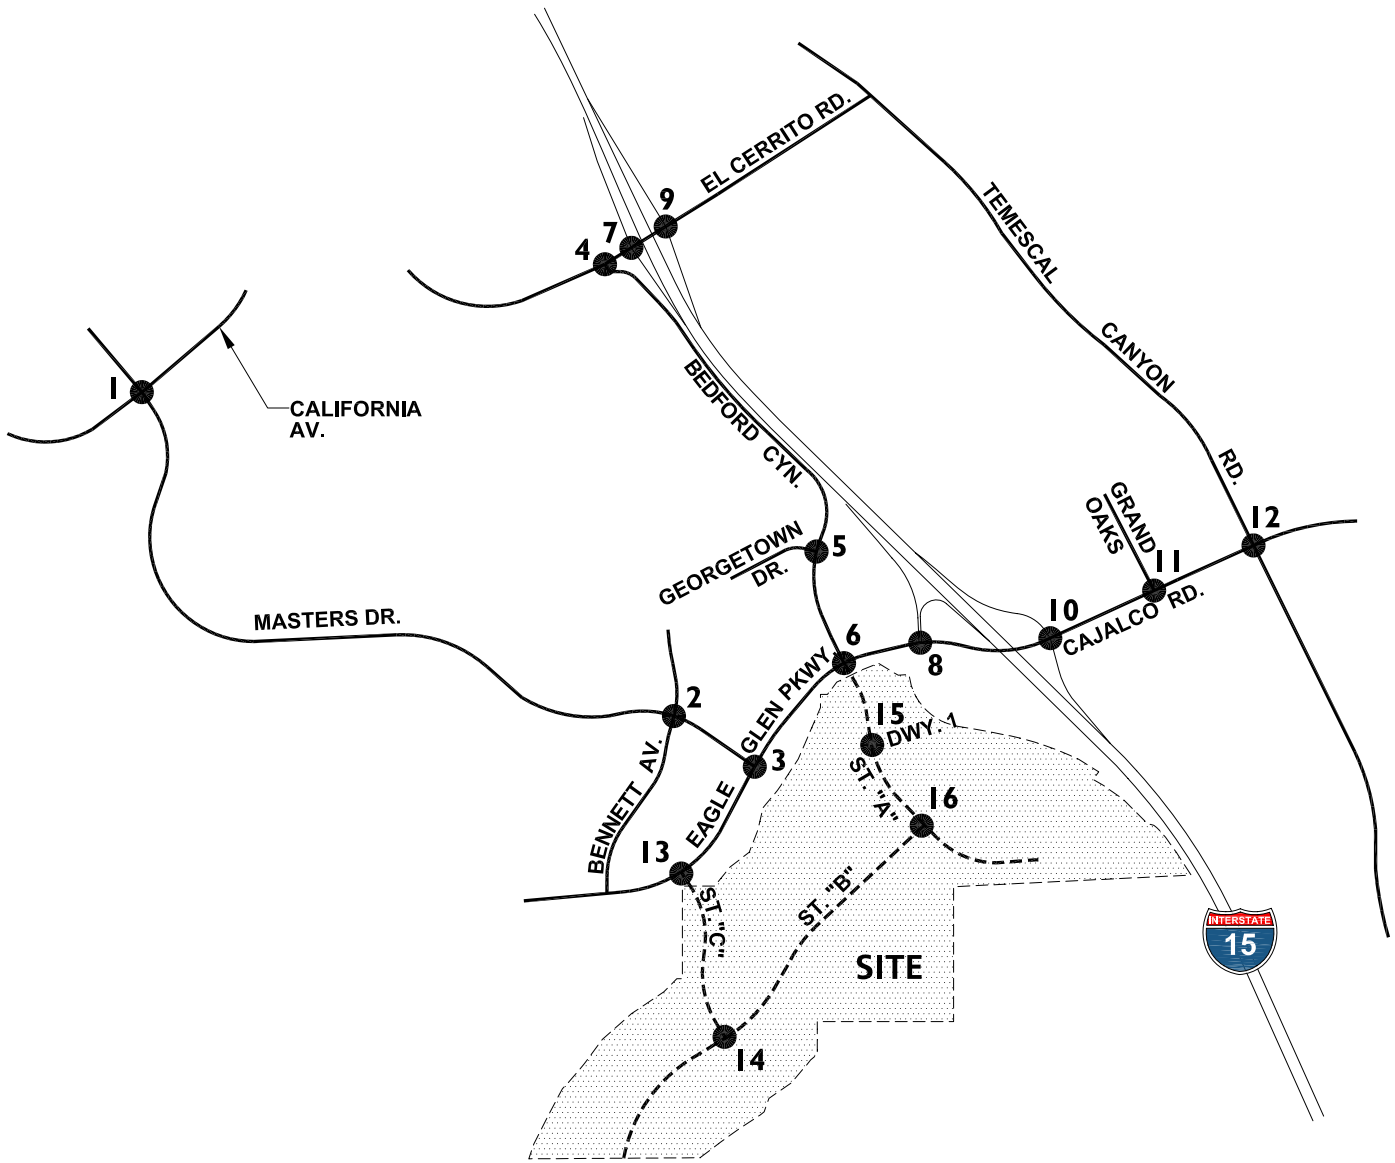 EL CERRITO RD.
9
7
4
TEMESCAL
CANYON
RD.
1
CALIFORNIA
AV.
BEDFORD CYN.
GRAND
OAKS
12
GEORGETOWN
DR.
5
11
10
CAJALCO RD.
MASTERS DR.
6
8
2
GLEN PKWY.
15
DWY. 1
3
BENNETT AV.
EAGLE
ST. "A"
16
13
ST. "C"
ST. "B"
SITE
INTERSTATE
15
14